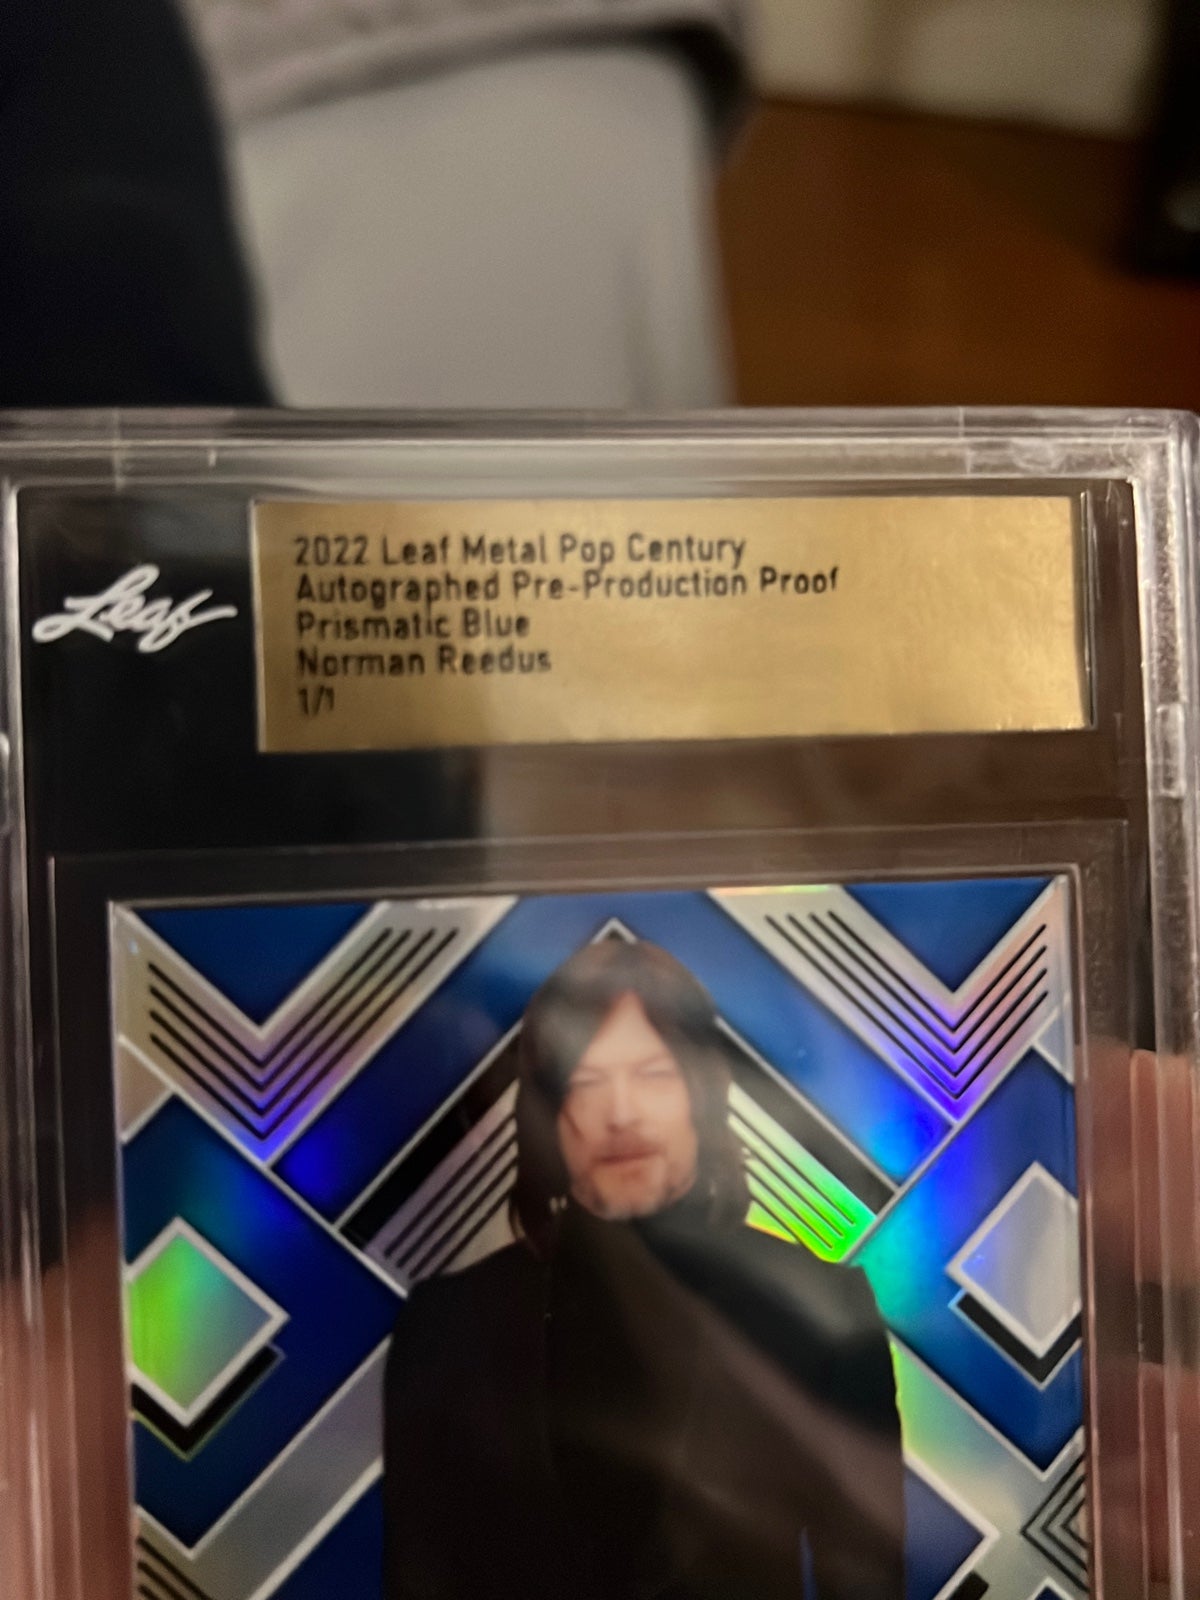 Leaf
2022 Leaf Metal Pop Century
Autographed Pre-Production Proof
Prismatic Blue
Norman Reedus
1/1